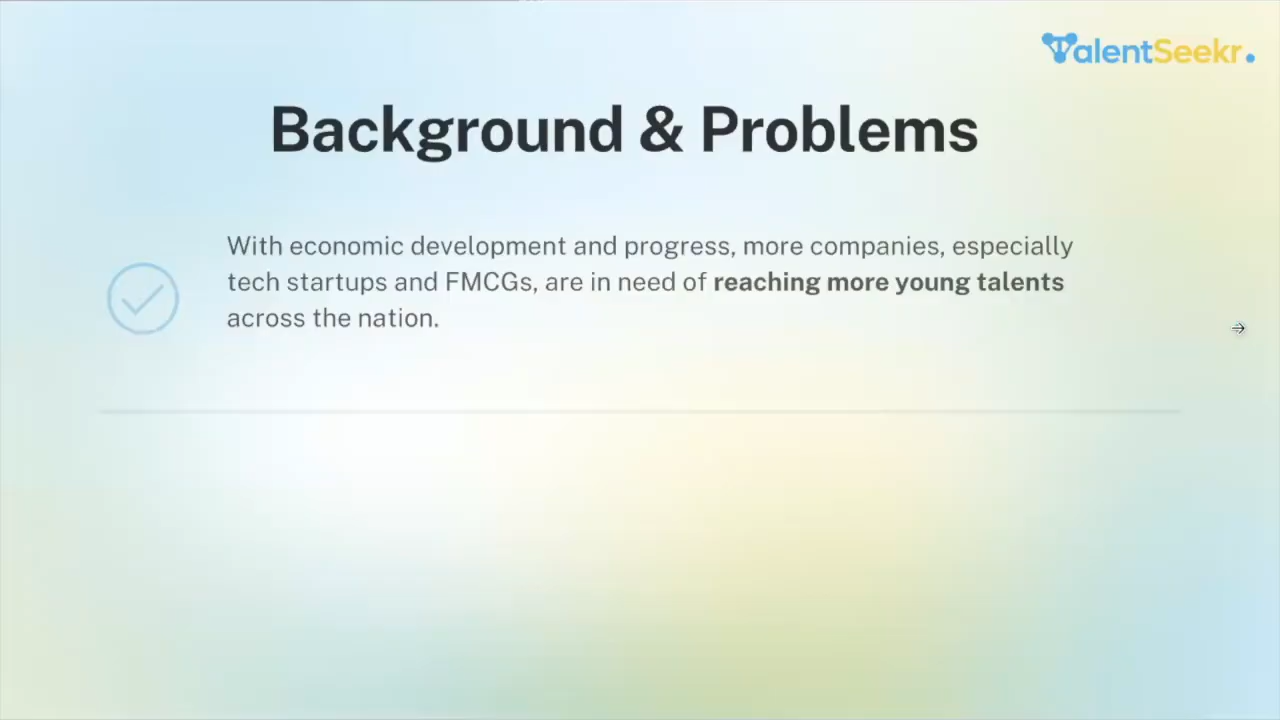 TalentSeekr.
Background & Problems
With economic development and progress, more companies, especially
tech startups and FMCGs, are in need of reaching more young talents
across the nation.